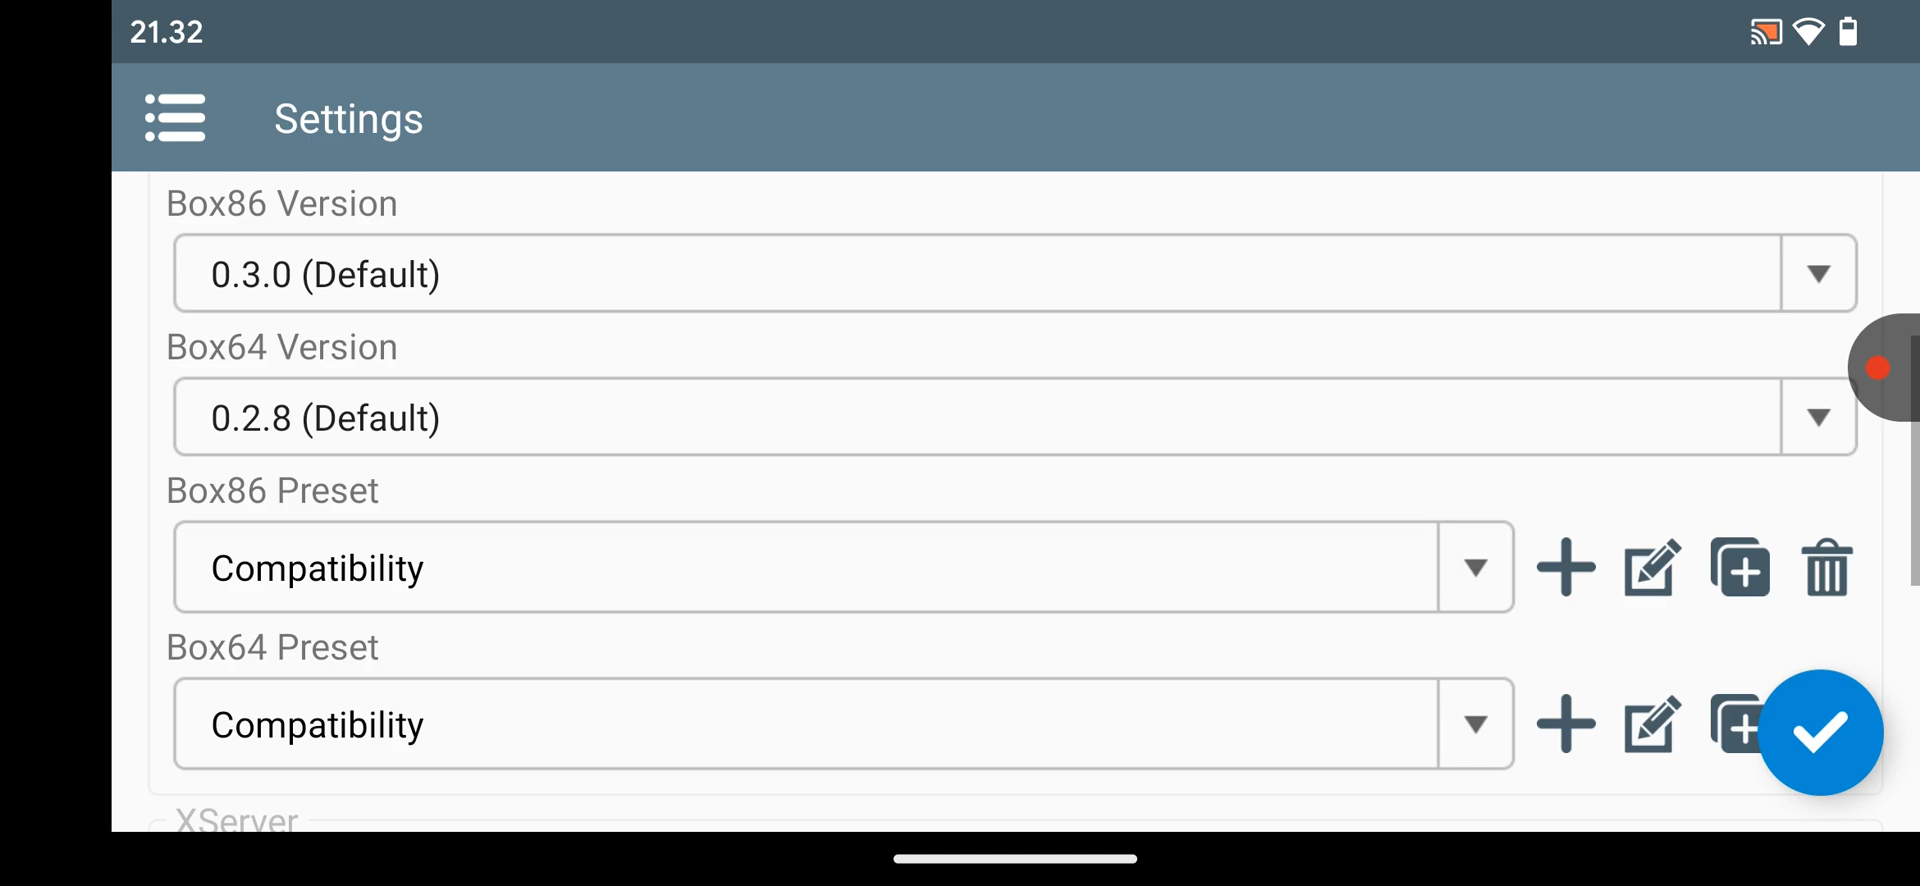 21.32
Settings
Box86 Version
0.3.0 (Default)
Box64 Version
0.2.8 (Default)
Box86 Preset
Compatibility
Box64 Preset
Compatibility
XServer